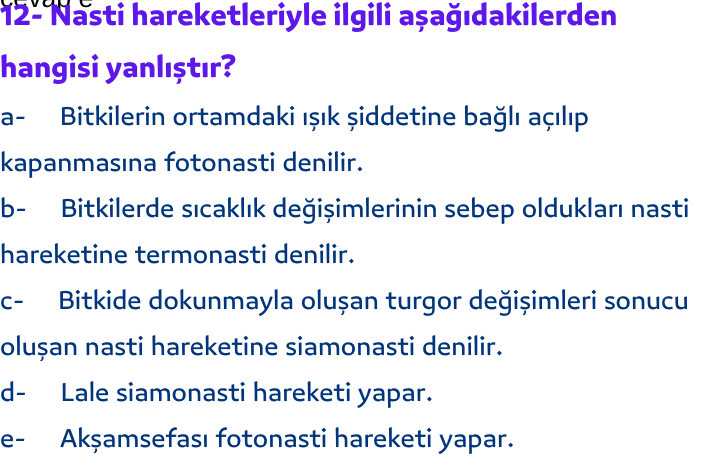 cevap e
12- Nasti hareketleriyle ilgili aşağıdakilerden
hangisi yanlıştır?
a- Bitkilerin ortamdaki ışık şiddetine bağlı açılıp
kapanmasına fotonasti denilir.
b- Bitkilerde sıcaklık değişimlerinin sebep oldukları nasti
hareketine termonasti denilir.
c- Bitkide dokunmayla oluşan turgor değişimleri sonucu
oluşan nasti hareketine siamonasti denilir.
d- Lale siamonasti hareketi yapar.
e- Akşamsefası fotonasti hareketi yapar.